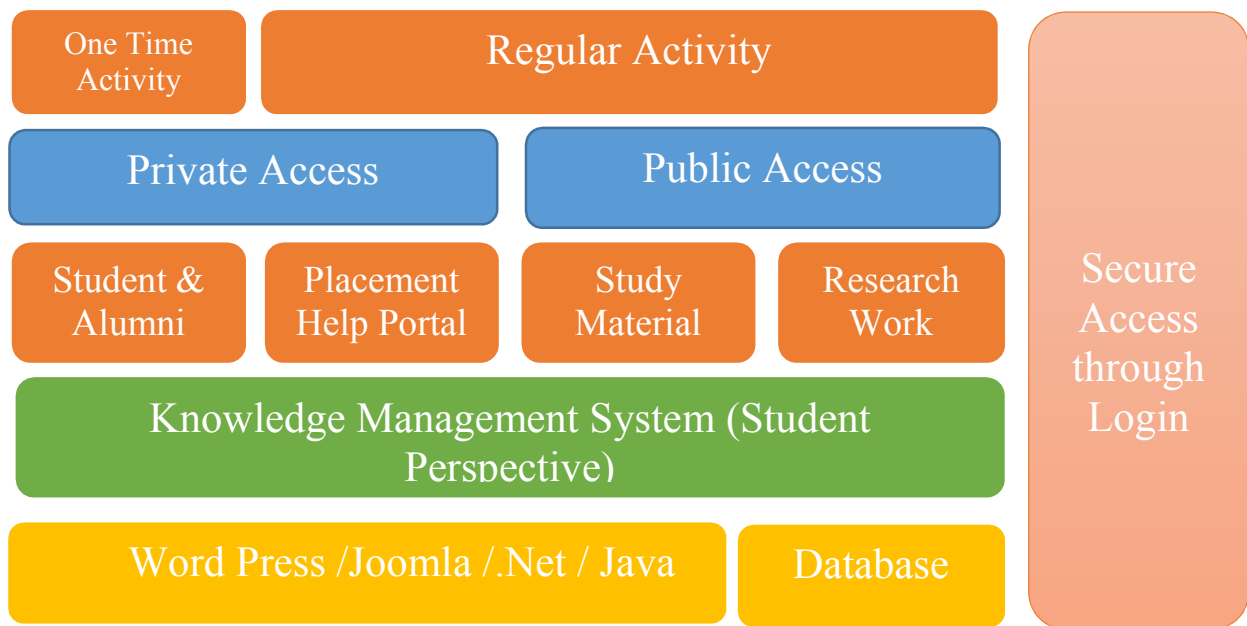 One Time
Activity
Regular Activity
Private Access
Public Access
Student &
Alumni
Placement
Help Portal
Study
Material
Research
Work
Secure
Access
through
Login
Knowledge Management System (Student
Perspective)
Word Press /Joomla /.Net / Java
Database